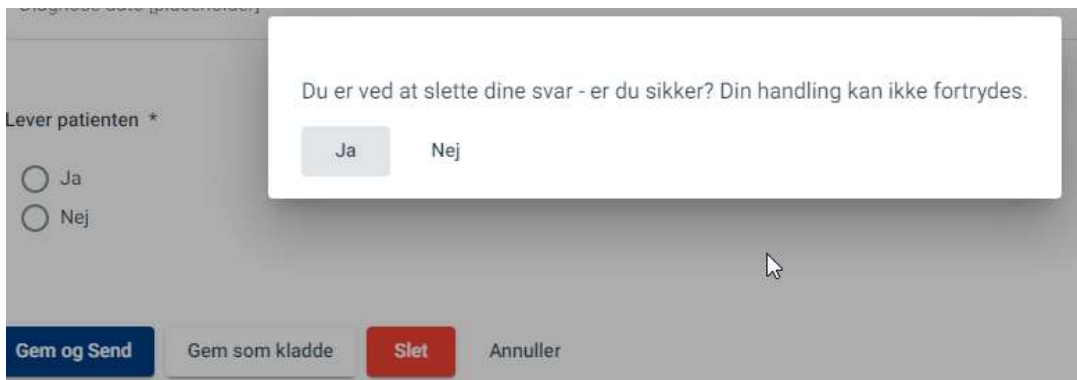 Du er ved at slette dine svar - er du sikker? Din handling kan ikke fortrydes.
Ja
Nej
Lever patienten *
Ja
Nej
Gem og Send
Gem som kladde
Slet
Annuller